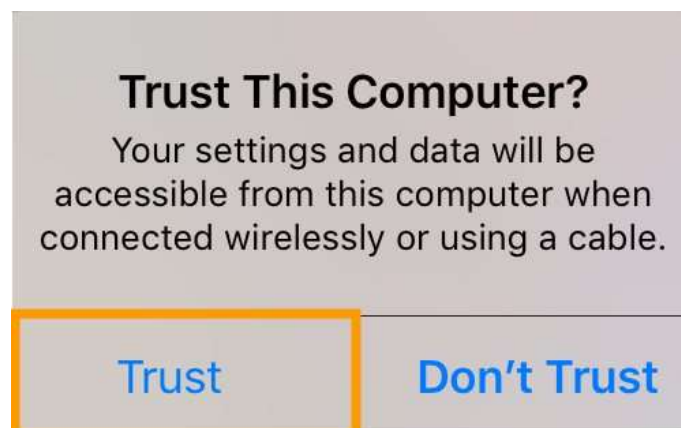 Trust This Computer?
Your settings and data will be
accessible from this computer when
connected wirelessly or using a cable.
Trust
Don't Trust